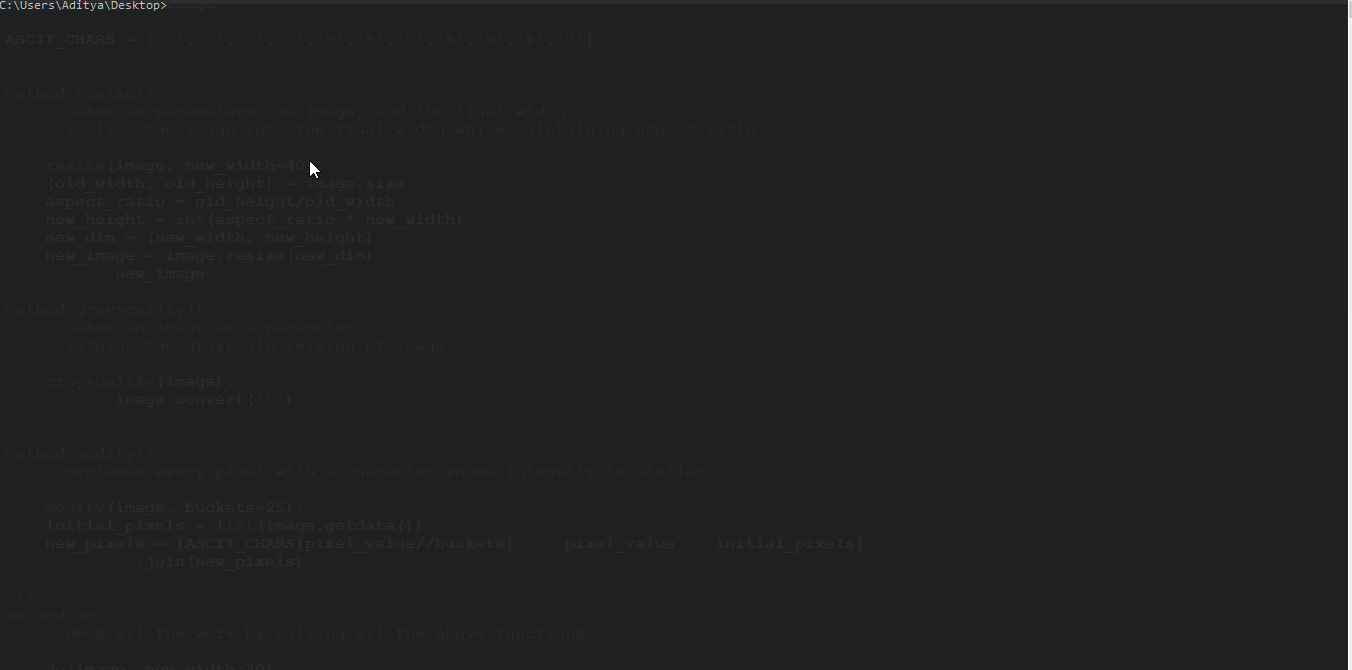 C:\Users\Aditya\Desktop>
ASCII_CHARS = [
'''
method resize():
- takes as parameters the image, and the final width
- resizes the image into the final width while maintaining aspect ratio
'''
def resize(image, new_width=40):
(old_width, old_height) = image.size
aspect_ratio = old_height/old_width
new_height = int(aspect_ratio * new_width)
new_dim = (new_width, new_height)
new_image = image.resize(new_dim)
return new_image
'''
method grayscalify():
- takes an image as a parameter
- returns the grayscale version of image
'''
def grayscalify(image):
return image.convert('L')
'''
method modify():
- replaces every pixel with a character whose intensity is similar
'''
def modify(image, buckets=25):
initial_pixels = list(image.getdata())
new_pixels = [ASCII_CHARS[pixel_value//buckets] for pixel_value in initial_pixels]
return ''.join(new_pixels)
'''
method do():
- does all the work by calling all the above functions
'''
def do(image, new_width=40):